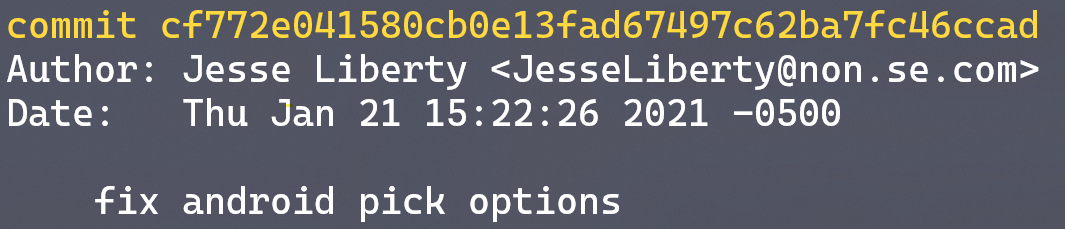 commit cf772e041580cb0e13fad67497c62ba7fc46ccad
Author: Jesse Liberty <JesseLiberty@non.se.com>
Date:   Thu Jan 21 15:22:26 2021 -0500
    fix android pick options